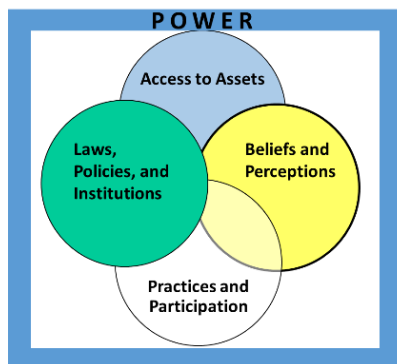 POWER
Access to Assets
Laws,
Policies, and
Institutions
Beliefs and
Perceptions
Practices and
Participation